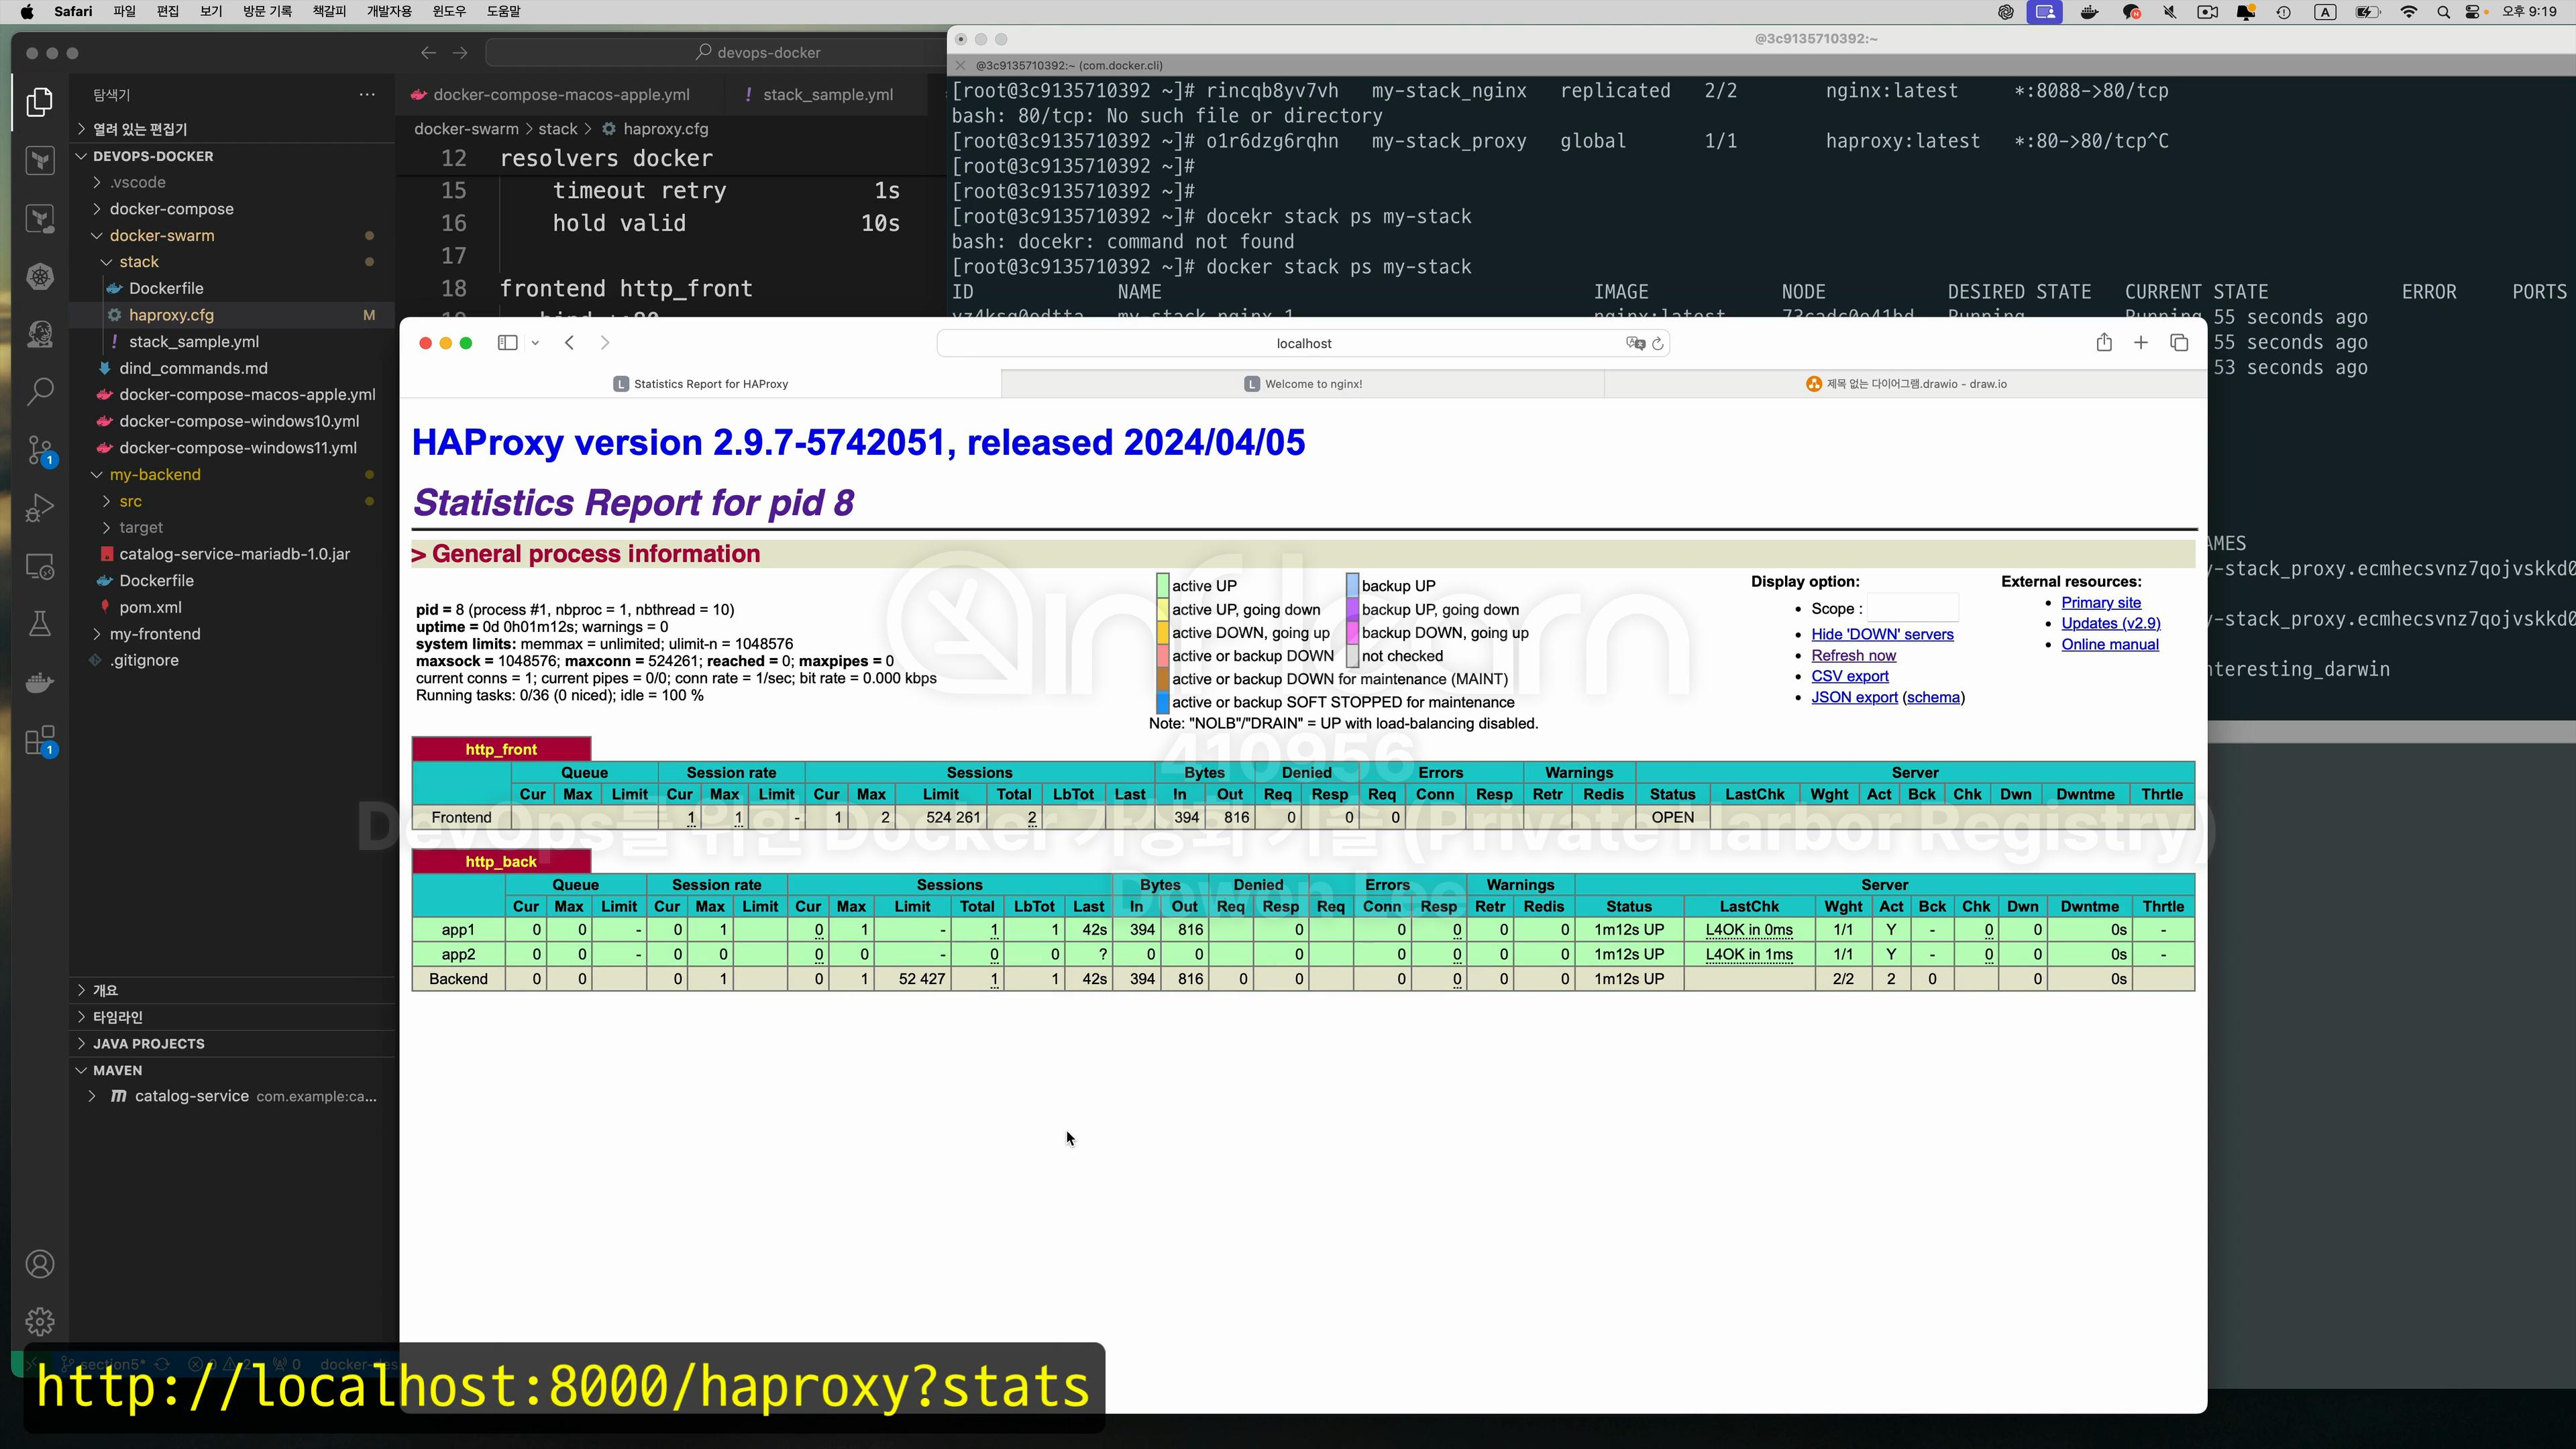 Safari 파일 편집 보기 방문 기록 책갈피 개발자용 윈도우 도움말 A 오후 9:19
devops-docker
@3c9135710392:~
@3c9135710392:~ (com.docker.cli)
탐색기
열려 있는 편집기
DEVOPS-DOCKER
.vscode
docker-compose
docker-swarm
stack
Dockerfile
haproxy.cfg M
stack_sample.yml
dind_commands.md
docker-compose-macos-apple.yml
docker-compose-windows10.yml
docker-compose-windows11.yml
my-backend
src
target
catalog-service-mariadb-1.0.jar
Dockerfile
pom.xml
my-frontend
.gitignore
개요
타임라인
JAVA PROJECTS
MAVEN
catalog-service com.example:ca...
1
1
docker-compose-macos-apple.yml
stack_sample.yml
docker-swarm > stack > haproxy.cfg
12 resolvers docker
15 timeout retry 1s
16 hold valid 10s
17
18 frontend http_front
[root@3c9135710392 ~]# rincqb8yv7vh my-stack_nginx replicated 2/2 nginx:latest *:8088->80/tcp
bash: 80/tcp: No such file or directory
[root@3c9135710392 ~]# o1r6dzg6rqhn my-stack_proxy global 1/1 haproxy:latest *:80->80/tcp^C
[root@3c9135710392 ~]#
[root@3c9135710392 ~]#
[root@3c9135710392 ~]# docekr stack ps my-stack
bash: docekr: command not found
[root@3c9135710392 ~]# docker stack ps my-stack
ID NAME IMAGE NODE DESIRED STATE CURRENT STATE ERROR PORTS
55 seconds ago
55 seconds ago
53 seconds ago
AMES
y-stack_proxy.ecmhecsvnz7qojvskkd0
y-stack_proxy.ecmhecsvnz7qojvskkd0
nteresting_darwin
localhost
Statistics Report for HAProxy
Welcome to nginx!
제목 없는 다이어그램.drawio - draw.io
HAProxy version 2.9.7-5742051, released 2024/04/05
Statistics Report for pid 8
> General process information
pid = 8 (process #1, nbproc = 1, nbthread = 10)
uptime = 0d 0h01m12s; warnings = 0
system limits: memmax = unlimited; ulimit-n = 1048576
maxsock = 1048576; maxconn = 524261; reached = 0; maxpipes = 0
current conns = 1; current pipes = 0/0; conn rate = 1/sec; bit rate = 0.000 kbps
Running tasks: 0/36 (0 niced); idle = 100 %
active UP backup UP
active UP, going down backup UP, going down
active DOWN, going up backup DOWN, going up
active or backup DOWN not checked
active or backup DOWN for maintenance (MAINT)
active or backup SOFT STOPPED for maintenance
Note: "NOLB"/"DRAIN" = UP with load-balancing disabled.
Display option:
• Scope :
• Hide 'DOWN' servers
• Refresh now
• CSV export
• JSON export (schema)
External resources:
• Primary site
• Updates (v2.9)
• Online manual
inflearn
410956
DevOps를 위한 Docker 가상화 기술 (Private Harbor Registry)
Dowon Lee
http_front
Queue Session rate Sessions Bytes Denied Errors Warnings Server
Cur Max Limit Cur Max Limit Cur Max Limit Total LbTot Last In Out Req Resp Req Conn Resp Retr Redis Status LastChk Wght Act Bck Chk Dwn Dwntme Thrtle
Frontend 1 1 - 1 2 524 261 2 394 816 0 0 0 OPEN
http_back
Queue Session rate Sessions Bytes Denied Errors Warnings Server
Cur Max Limit Cur Max Limit Cur Max Limit Total LbTot Last In Out Req Resp Req Conn Resp Retr Redis Status LastChk Wght Act Bck Chk Dwn Dwntme Thrtle
app1 0 0 - 0 1 0 1 - 1 1 42s 394 816 0 0 0 0 0 1m12s UP L4OK in 0ms 1/1 Y - 0 0 0s -
app2 0 0 - 0 0 0 0 - 0 0 ? 0 0 0 0 0 0 0 1m12s UP L4OK in 1ms 1/1 Y - 0 0 0s -
Backend 0 0 0 1 0 1 52 427 1 1 42s 394 816 0 0 0 0 0 0 1m12s UP 2/2 2 0 0 0s
http://localhost:8000/haproxy?stats